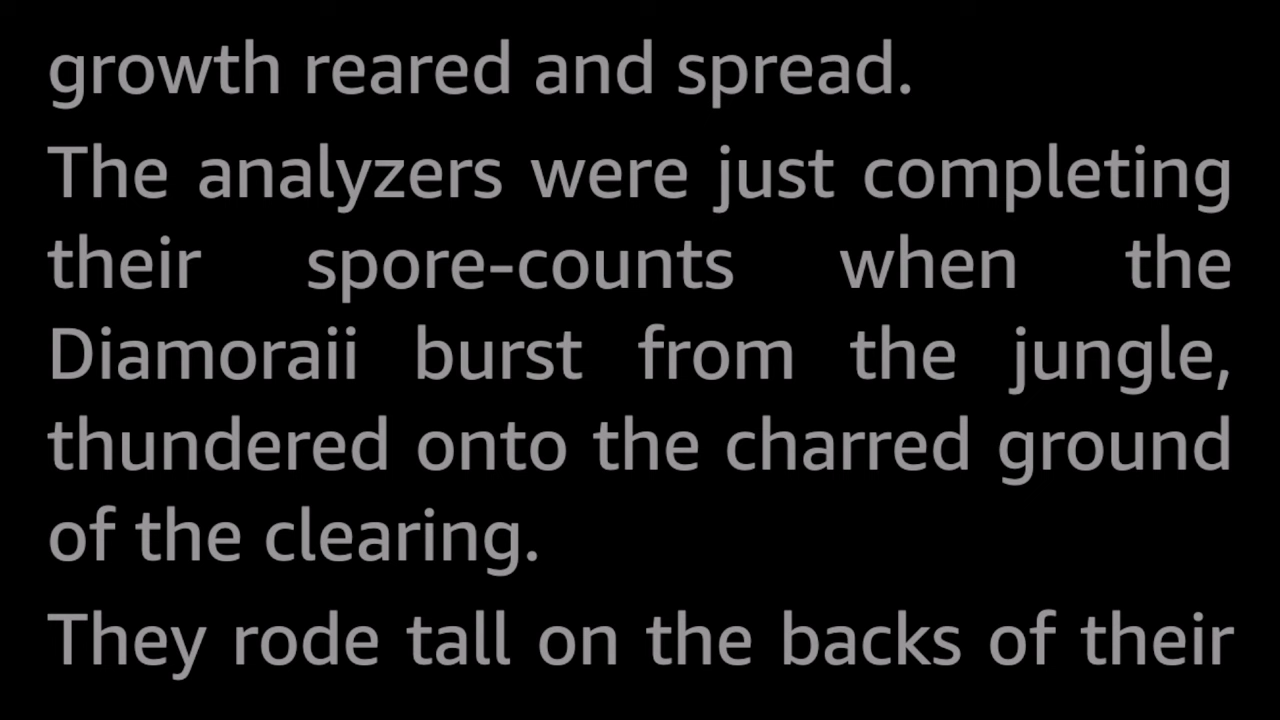 growth reared and spread.
The analyzers were just completing
their spore-counts when the
Diamoraii burst from the jungle,
thundered onto the charred ground
of the clearing.
They rode tall on the backs of their